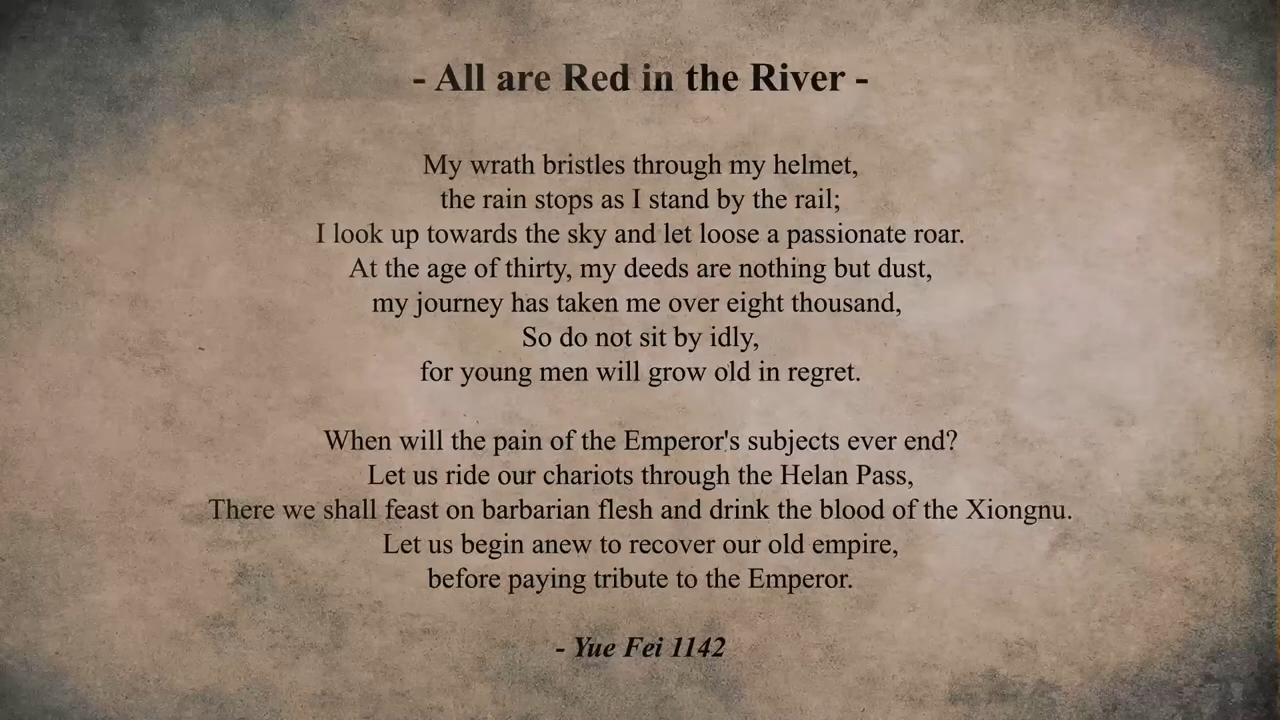 - All are Red in the River -
My wrath bristles through my helmet,
the rain stops as I stand by the rail;
I look up towards the sky and let loose a passionate roar.
At the age of thirty, my deeds are nothing but dust,
my journey has taken me over eight thousand,
So do not sit by idly,
for young men will grow old in regret.
When will the pain of the Emperor's subjects ever end?
Let us ride our chariots through the Helan Pass,
There we shall feast on barbarian flesh and drink the blood of the Xiongnu.
Let us begin anew to recover our old empire,
before paying tribute to the Emperor.
- Yue Fei 1142